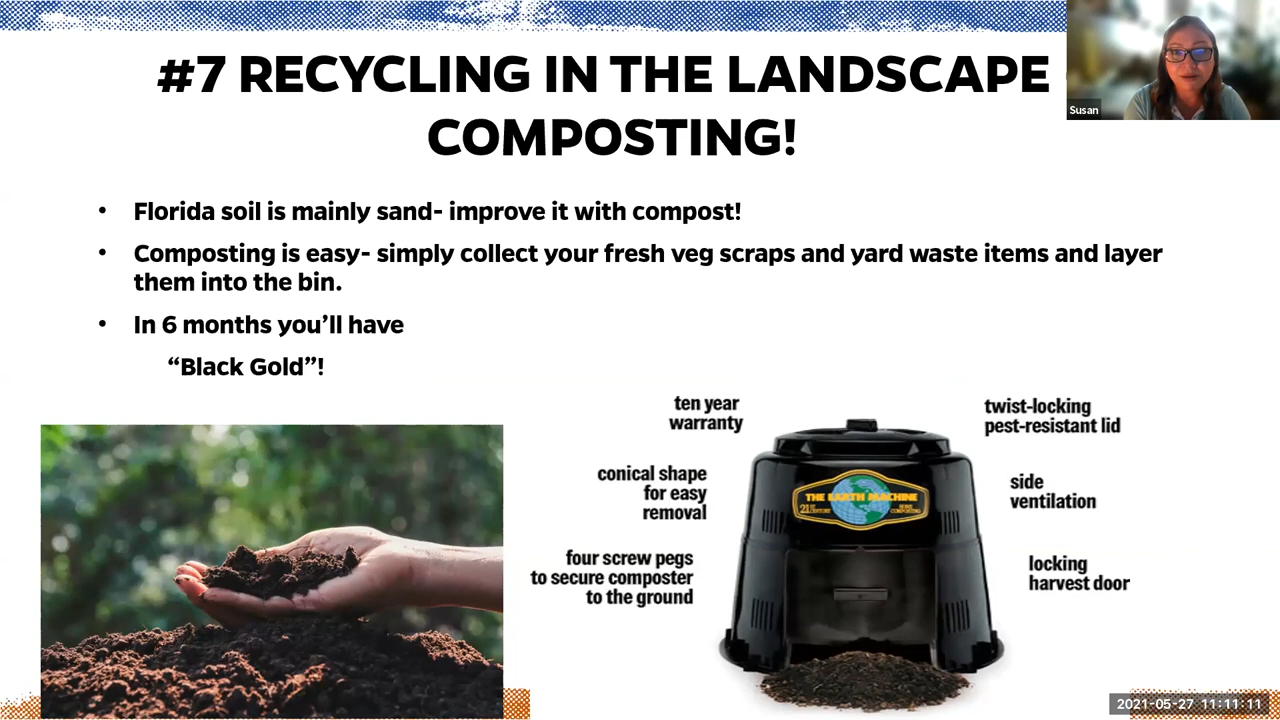 #7 RECYCLING IN THE LANDSCAPE
COMPOSTING!
Susan
• Florida soil is mainly sand- improve it with compost!
• Composting is easy- simply collect your fresh veg scraps and yard waste items and layer
them into the bin.
• In 6 months you’ll have
“Black Gold”!
ten year
warranty
twist-locking
pest-resistant lid
conical shape
for easy
removal
side
ventilation
four screw pegs
to secure composter
to the ground
locking
harvest door
THE EARTH MACHINE
21ST CENTURY HOME COMPOSTING
2021-05-27 11:11:11